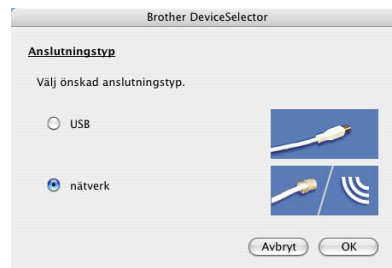 Brother DeviceSelector
Anslutningstyp
Välj önskad anslutningstyp.
USB
nätverk
Avbryt
OK